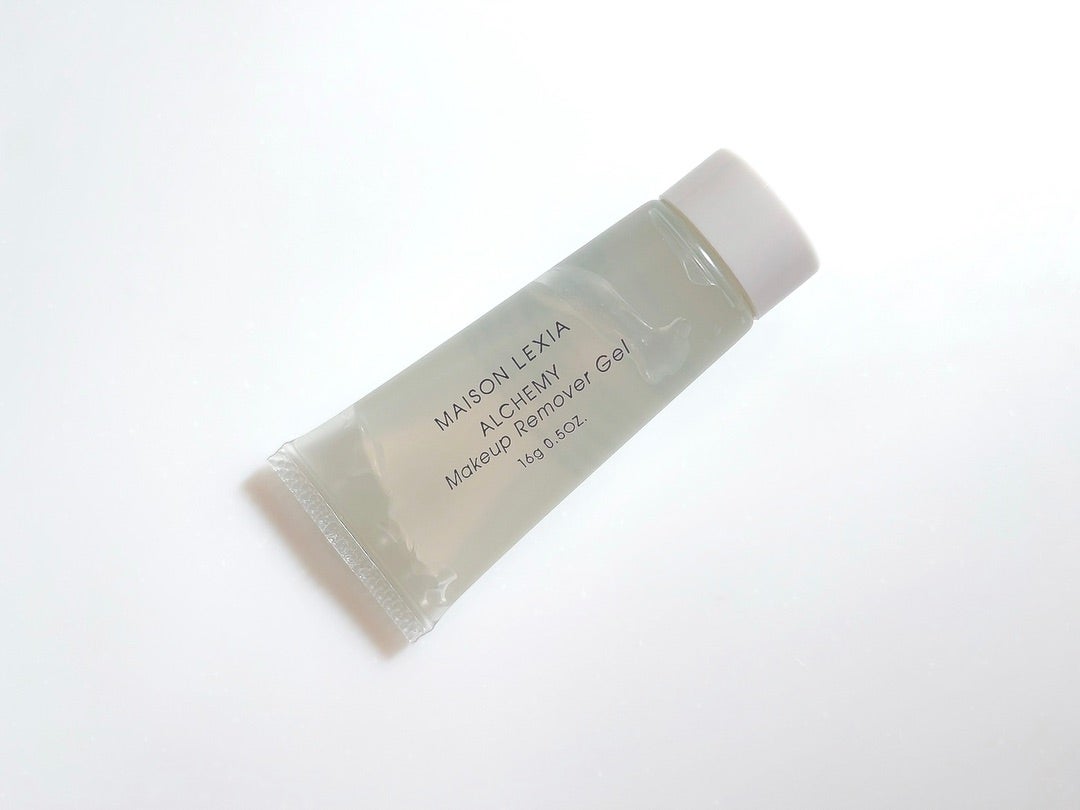 MAISON LEXIA
ALCHEMY
Makeup Remover Gel
16g 0.5OZ.